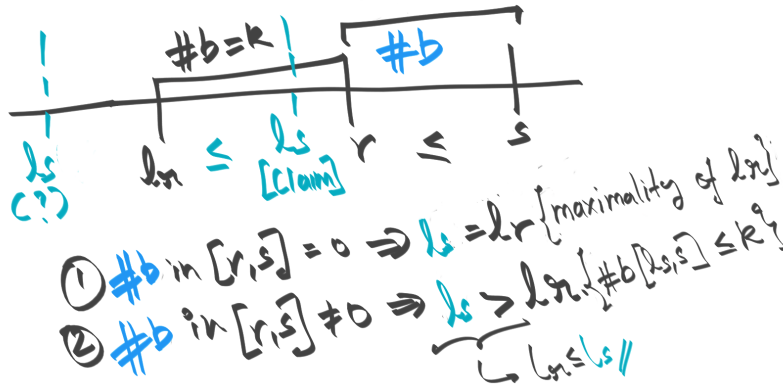 #b=k #b
ls lr ≤ ls r ≤ s
(?) [Claim]
① #b in [r,s] = 0 ⇒ ls = lr {maximality of lr}
② #b in [r,s] ≠ 0 ⇒ ls > lr {#b[ls,s] ≤ k}
↳ lr ≤ ls //